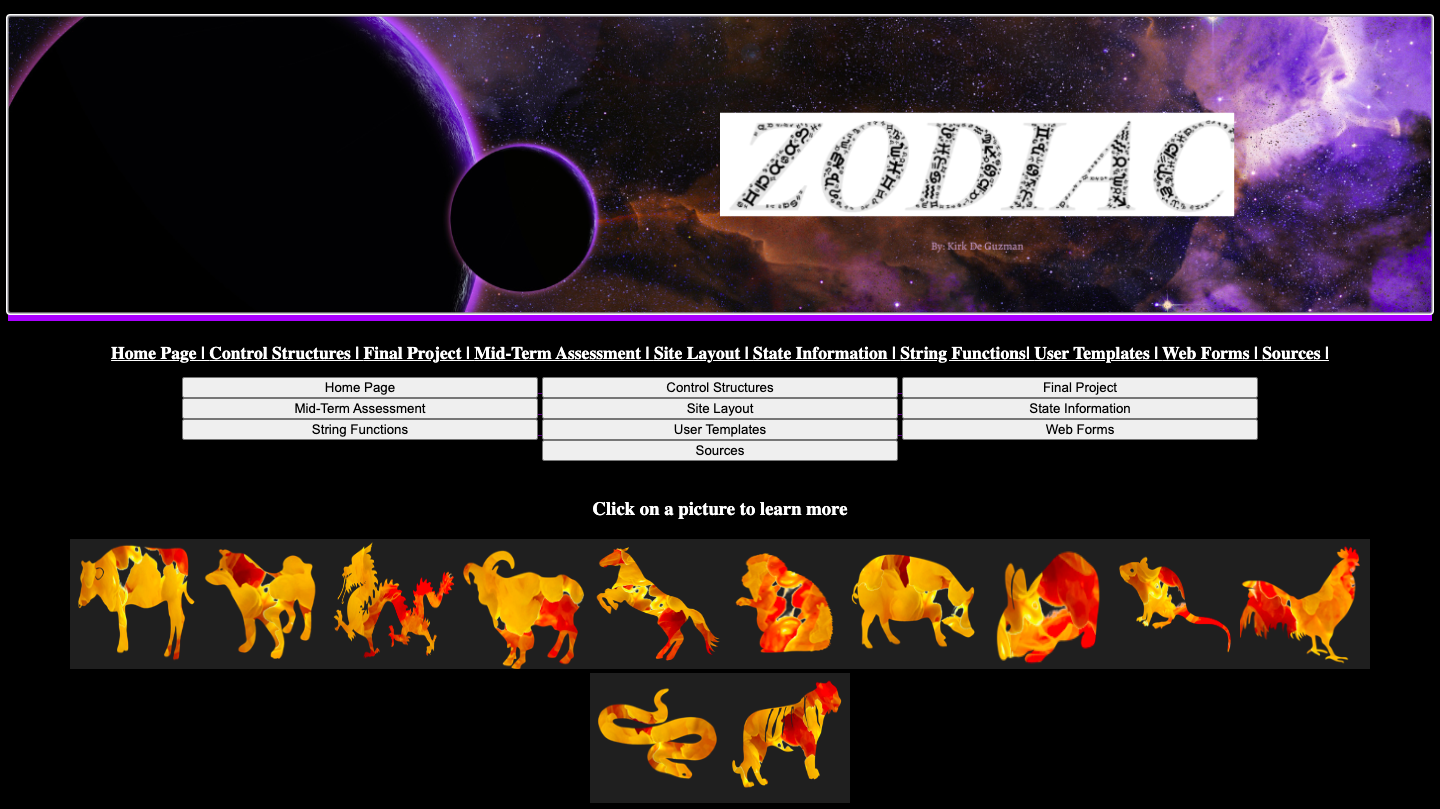 ZODIAC
By: Kirk De Guzman
Home Page | Control Structures | Final Project | Mid-Term Assessment | Site Layout | State Information | String Functions| User Templates | Web Forms | Sources |
Home Page Control Structures Final Project
Mid-Term Assessment Site Layout State Information
String Functions User Templates Web Forms
Sources
Click on a picture to learn more